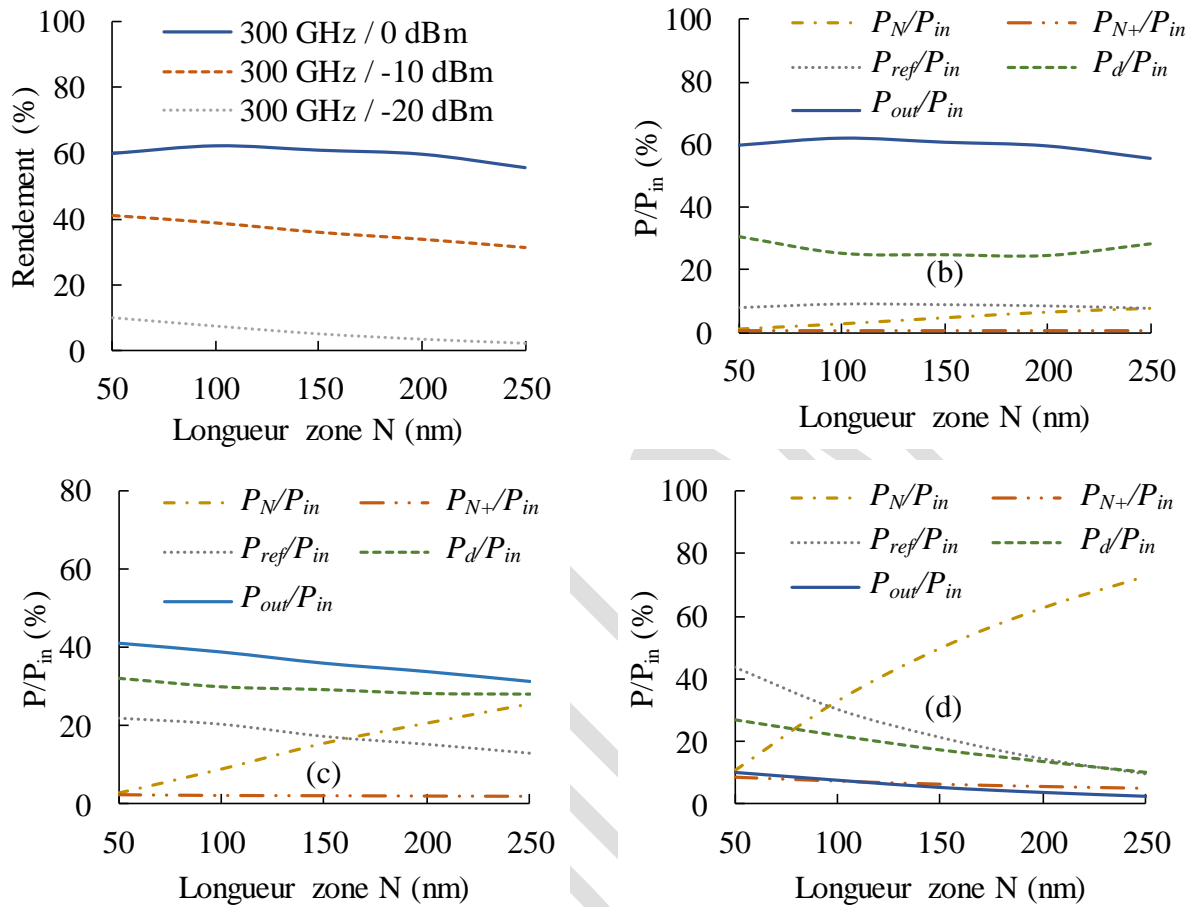 100
80
60
40
20
0
Rendement (%)
300 GHz / 0 dBm
300 GHz / -10 dBm
300 GHz / -20 dBm
50 100 150 200 250
Longueur zone N (nm)
100
80
60
40
20
0
P/Pin (%)
PN/Pin PN+/Pin
Pref/Pin Pd/Pin
Pout/Pin
(b)
50 100 150 200 250
Longueur zone N (nm)
80
60
40
20
0
P/Pin (%)
PN/Pin PN+/Pin
Pref/Pin Pd/Pin
Pout/Pin
(c)
50 100 150 200 250
Longueur zone N (nm)
100
80
60
40
20
0
P/Pin (%)
PN/Pin PN+/Pin
Pref/Pin Pd/Pin
Pout/Pin
(d)
50 100 150 200 250
Longueur zone N (nm)